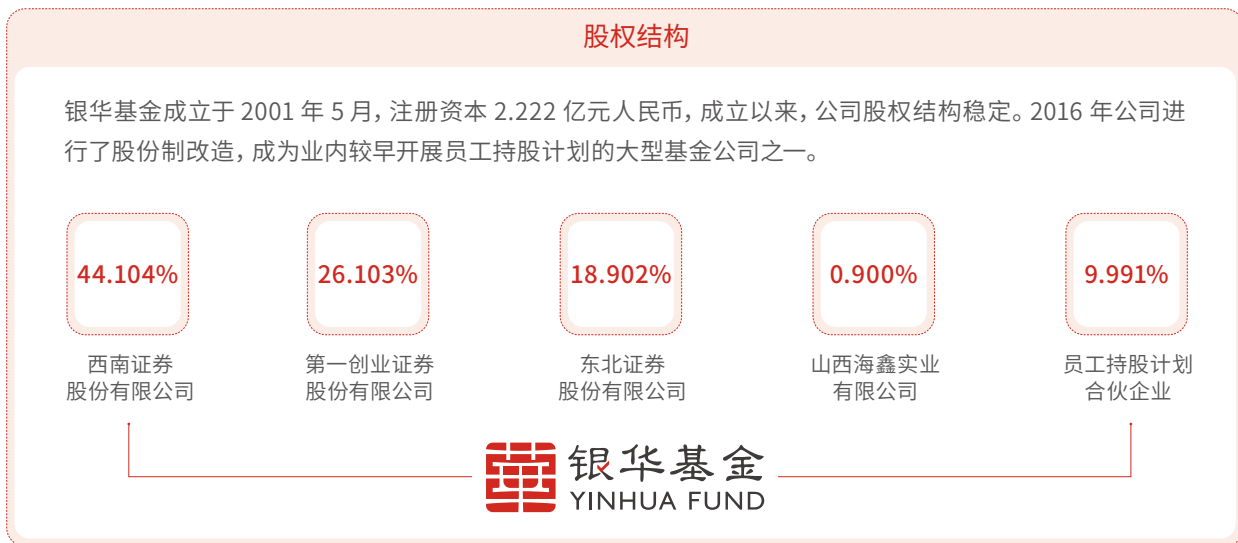 股权结构
银华基金成立于 2001 年 5 月，注册资本 2.222 亿元人民币，成立以来，公司股权结构稳定。2016 年公司进
行了股份制改造，成为业内较早开展员工持股计划的大型基金公司之一。
44.104%
26.103%
18.902%
0.900%
9.991%
西南证券
股份有限公司
第一创业证券
股份有限公司
东北证券
股份有限公司
山西海鑫实业
有限公司
员工持股计划
合伙企业
银华基金
YINHUA FUND